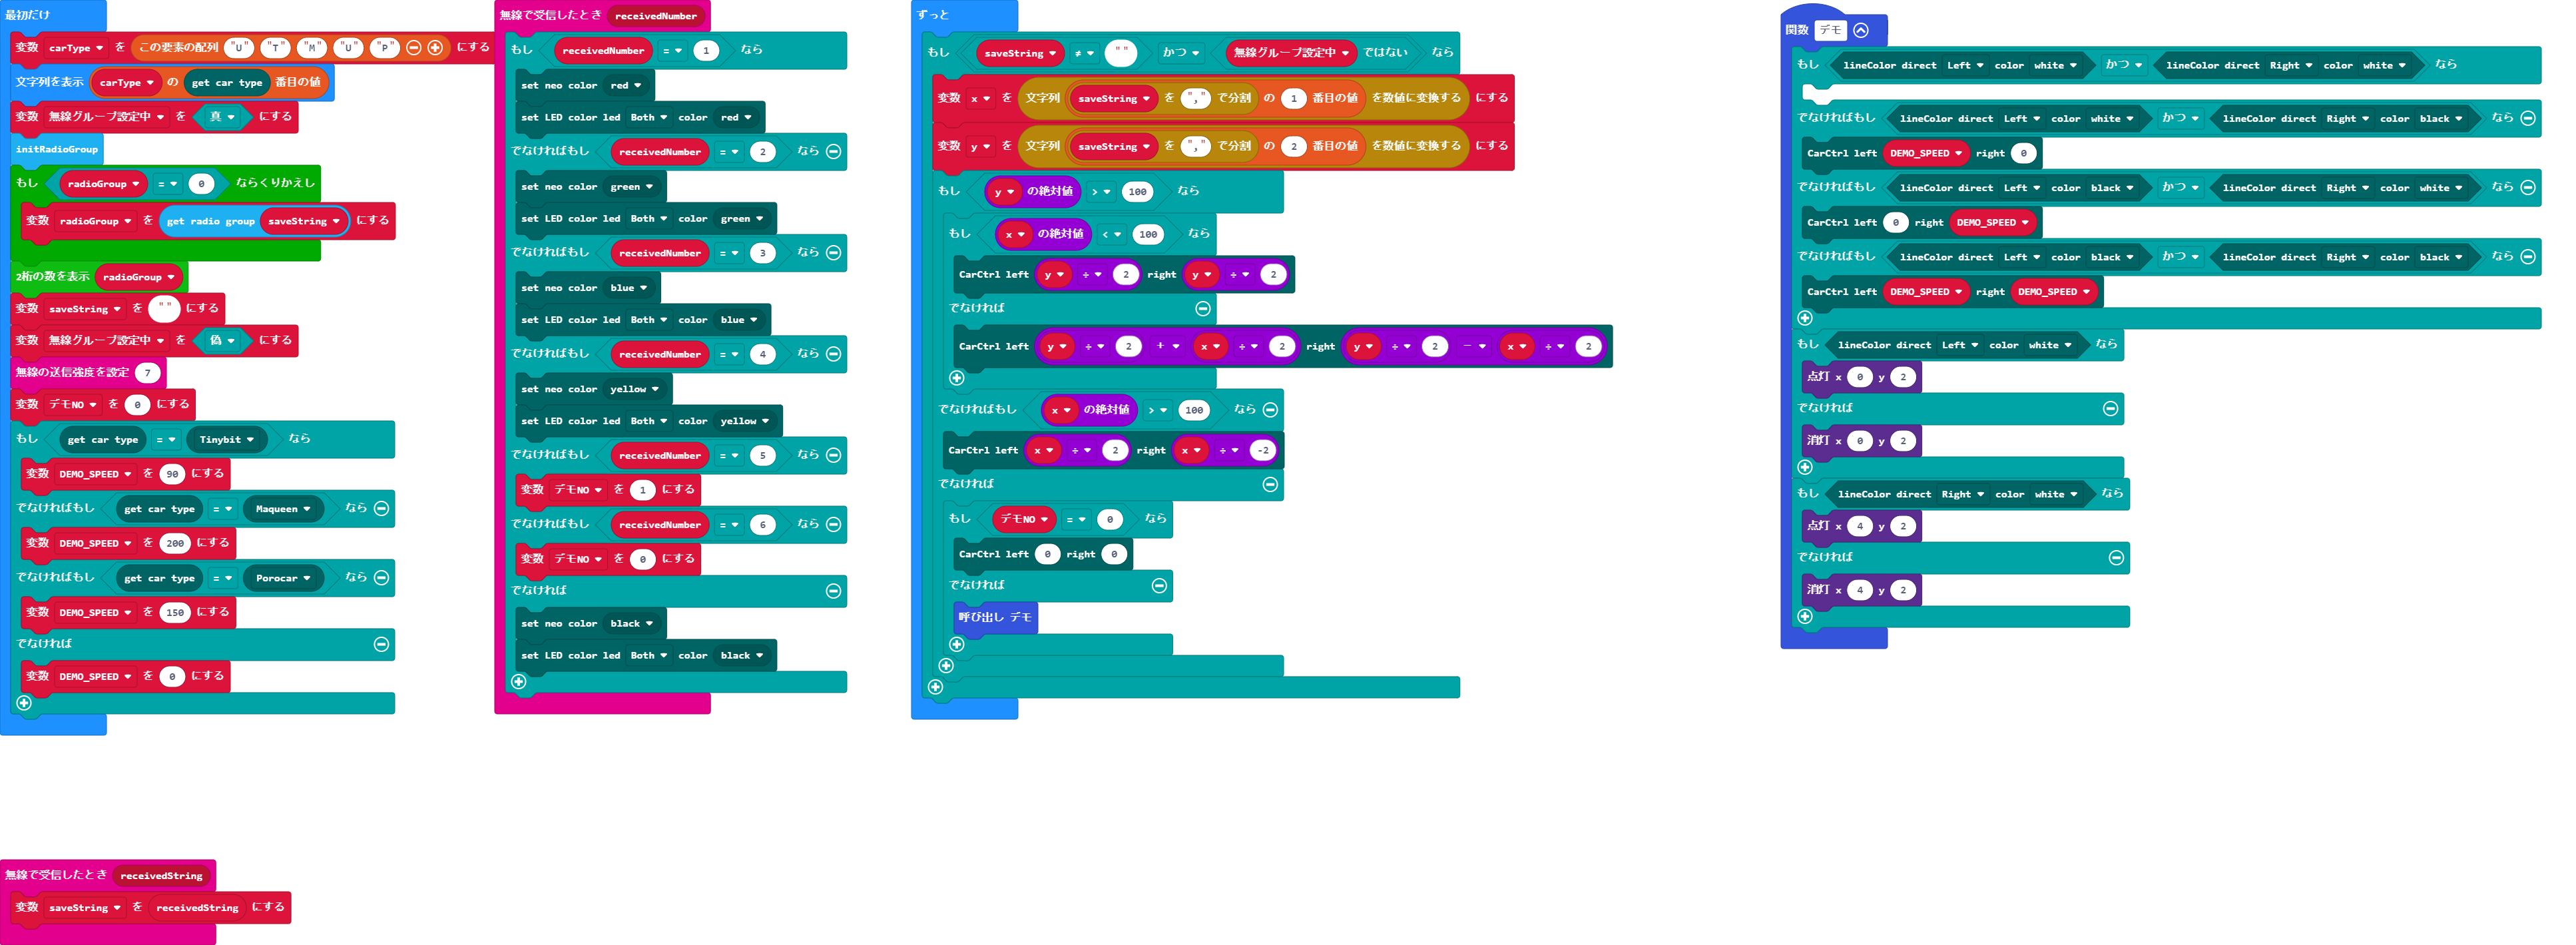 最初だけ
変数 carType を この要素の配列 "U" "T" "M" "U" "P" にする
文字列を表示 carType の get car type 番目の値
変数 無線グループ設定中 を 真 にする
initRadioGroup
もし radioGroup = 0 ならくりかえし
変数 radioGroup を get radio group saveString にする
2桁の数を表示 radioGroup
変数 saveString を "" にする
変数 無線グループ設定中 を 偽 にする
無線の送信強度を設定 7
変数 デモNO を 0 にする
もし get car type = Tinybit なら
変数 DEMO_SPEED を 90 にする
でなければもし get car type = Maqueen なら
変数 DEMO_SPEED を 200 にする
でなければもし get car type = Porocar なら
変数 DEMO_SPEED を 150 にする
でなければ
変数 DEMO_SPEED を 0 にする
無線で受信したとき receivedNumber
もし receivedNumber = 1 なら
set neo color red
set LED color led Both color red
でなければもし receivedNumber = 2 なら
set neo color green
set LED color led Both color green
でなければもし receivedNumber = 3 なら
set neo color blue
set LED color led Both color blue
でなければもし receivedNumber = 4 なら
set neo color yellow
set LED color led Both color yellow
でなければもし receivedNumber = 5 なら
変数 デモNO を 1 にする
でなければもし receivedNumber = 6 なら
変数 デモNO を 0 にする
でなければ
set neo color black
set LED color led Both color black
ずっと
もし saveString ≠ "" かつ 無線グループ設定中 ではない なら
変数 x を 文字列 saveString を "," で分割 の 1 番目の値 を数値に変換する にする
変数 y を 文字列 saveString を "," で分割 の 2 番目の値 を数値に変換する にする
もし y の絶対値 > 100 なら
もし x の絶対値 < 100 なら
CarCtrl left y ÷ 2 right y ÷ 2
でなければ
CarCtrl left y ÷ 2 + x ÷ 2 right y ÷ 2 - x ÷ 2
でなければもし x の絶対値 > 100 なら
CarCtrl left x ÷ 2 right x ÷ -2
でなければ
もし デモNO = 0 なら
CarCtrl left 0 right 0
でなければ
呼び出し デモ
関数 デモ
もし lineColor direct Left color white かつ lineColor direct Right color white なら
でなければもし lineColor direct Left color white かつ lineColor direct Right color black なら
CarCtrl left DEMO_SPEED right 0
でなければもし lineColor direct Left color black かつ lineColor direct Right color white なら
CarCtrl left 0 right DEMO_SPEED
でなければもし lineColor direct Left color black かつ lineColor direct Right color black なら
CarCtrl left DEMO_SPEED right DEMO_SPEED
もし lineColor direct Left color white なら
点灯 x 0 y 2
でなければ
消灯 x 0 y 2
もし lineColor direct Right color white なら
点灯 x 4 y 2
でなければ
消灯 x 4 y 2
無線で受信したとき receivedString
変数 saveString を receivedString にする